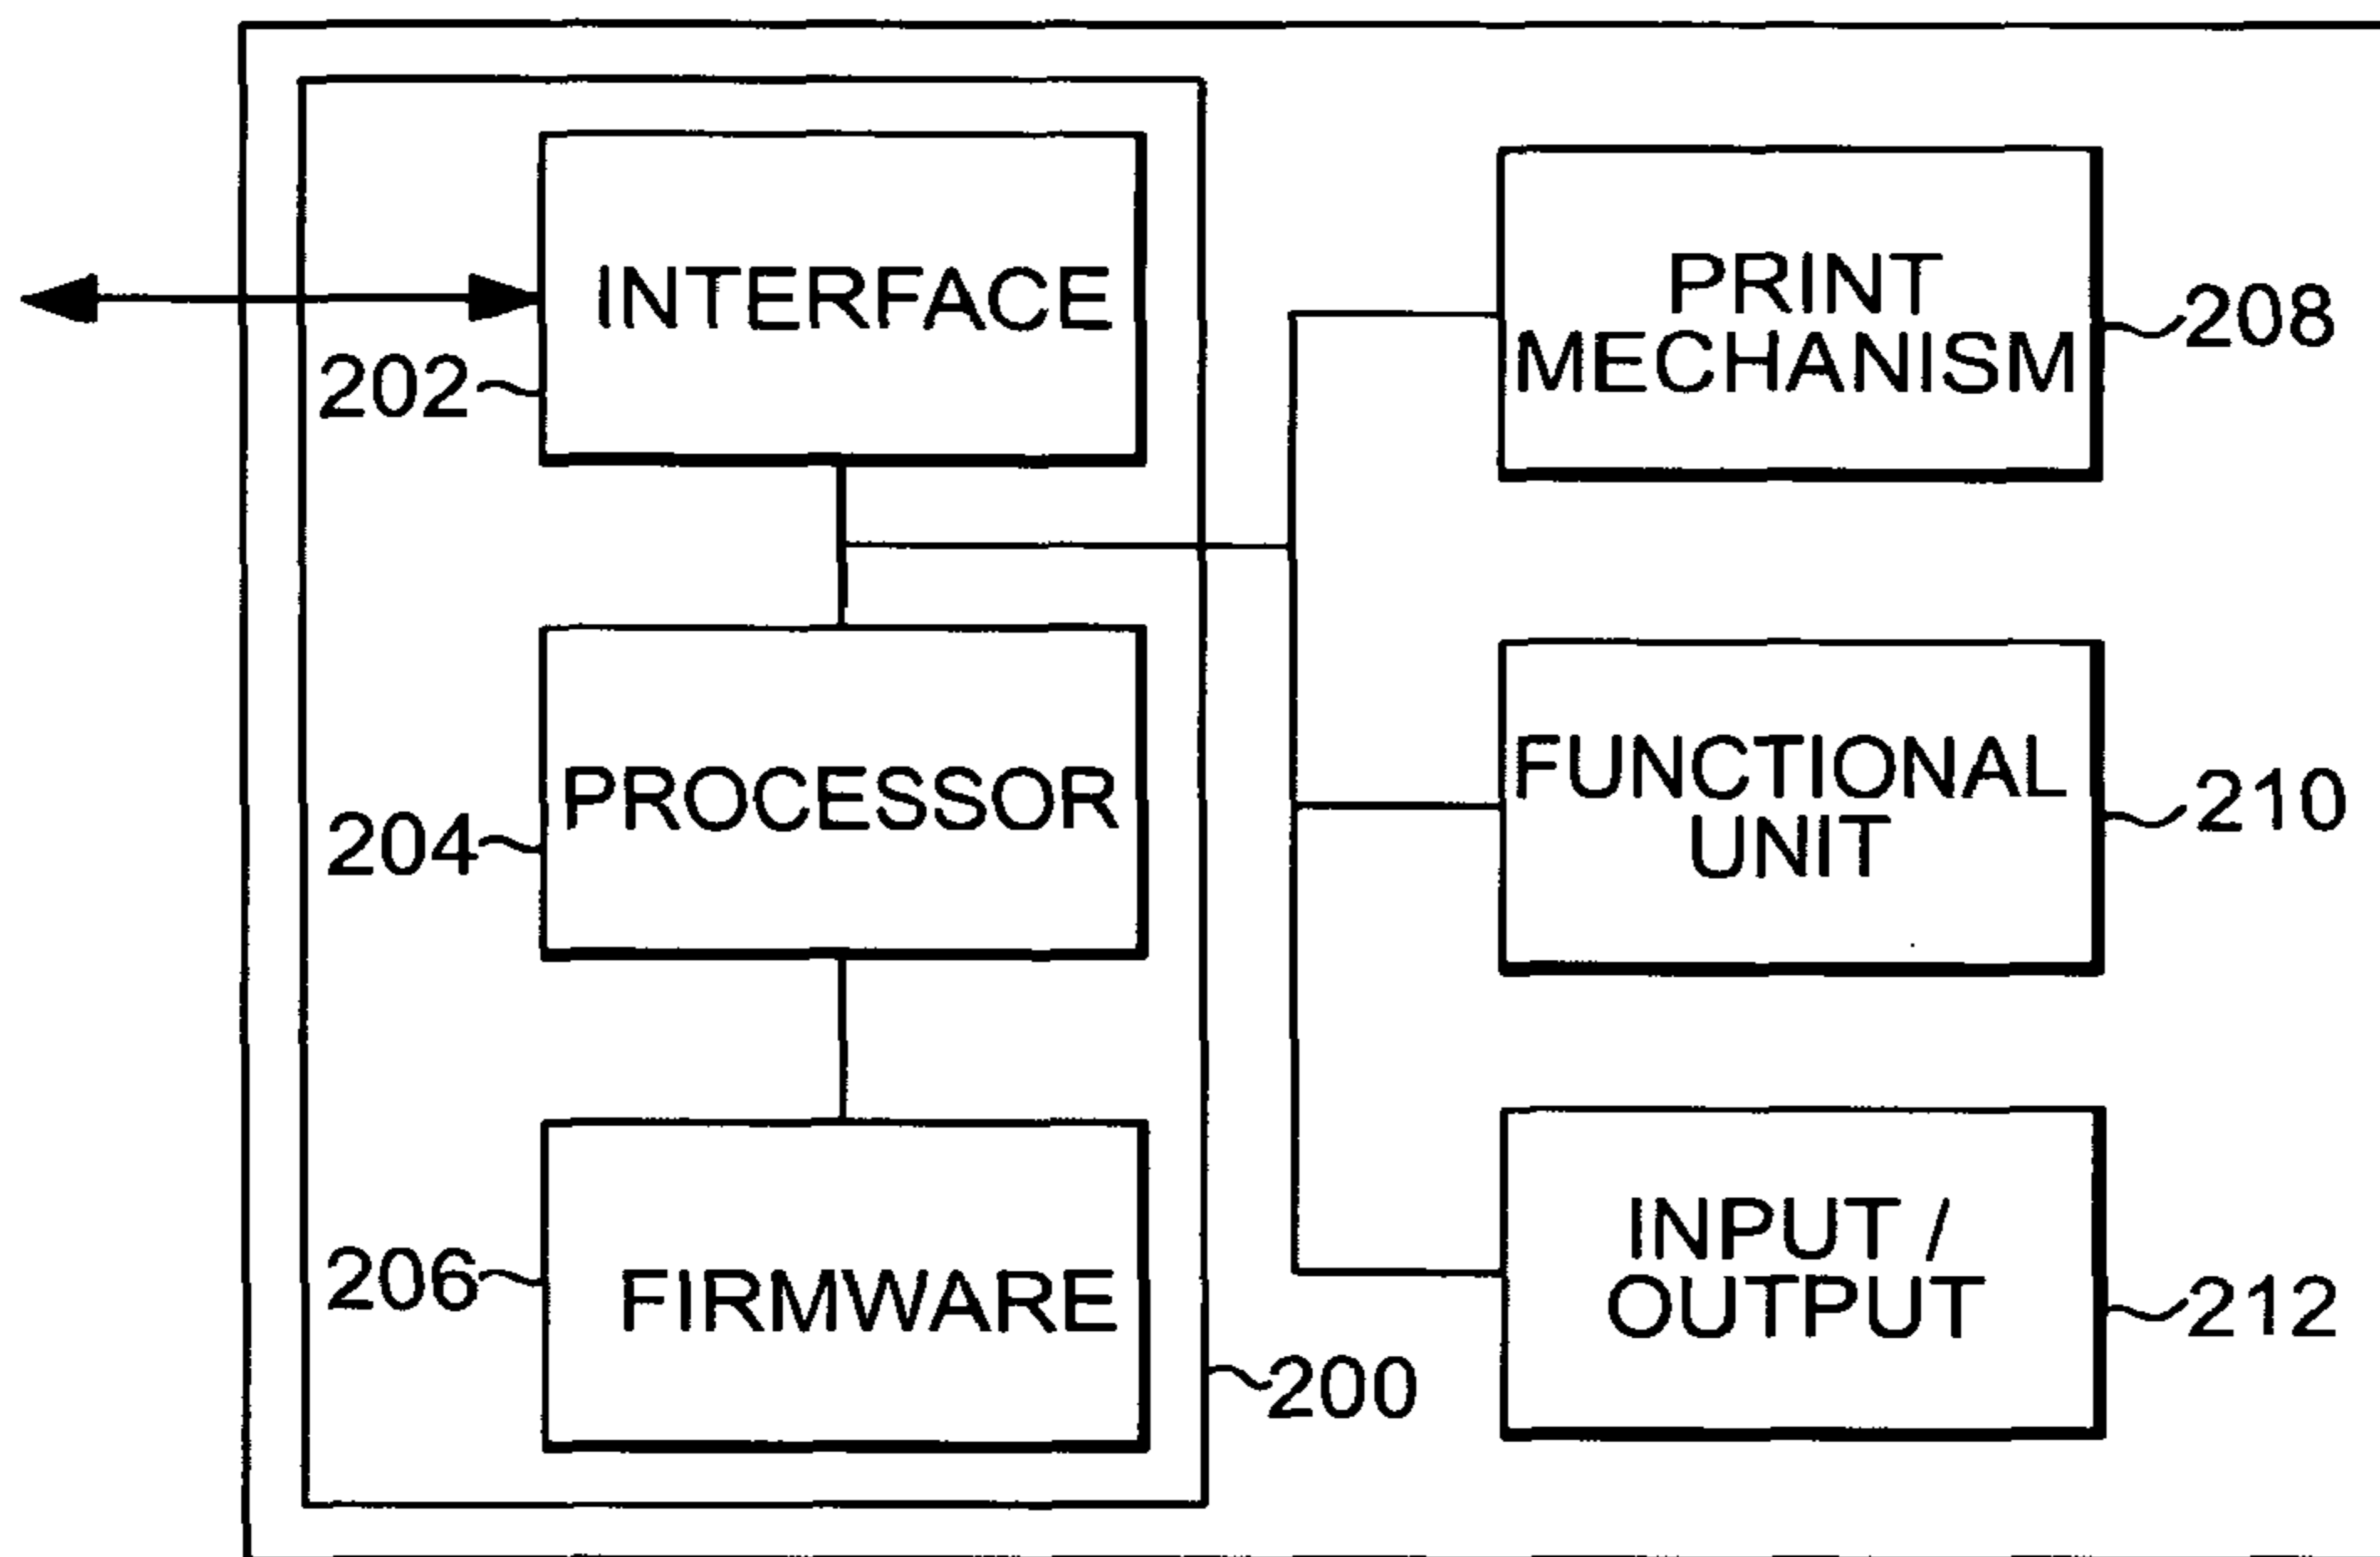 INTERFACE
202
PROCESSOR
204
FIRMWARE
206
200
PRINT
MECHANISM
208
FUNCTIONAL
UNIT
210
INPUT /
OUTPUT
212